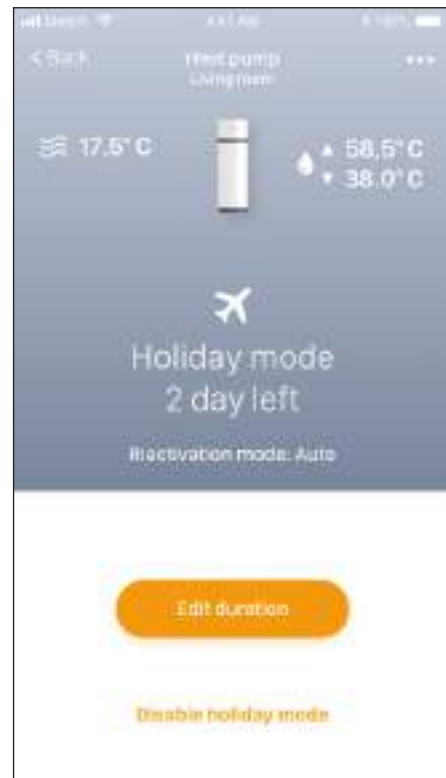 < Back
Heat pump
Living room
•••
17,5° C
▲ 58,5° C
▼ 38.0° C
Holiday mode
2 day left
Riactivation mode: Auto
Edit duration
Disable holiday mode